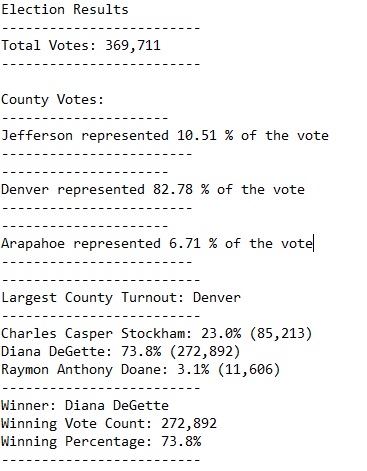 Election Results
-------------------------
Total Votes: 369,711
-------------------------
County Votes:
---------------------
Jefferson represented 10.51 % of the vote
------------------------
---------------------
Denver represented 82.78 % of the vote
------------------------
---------------------
Arapahoe represented 6.71 % of the vote
------------------------
-------------------------
Largest County Turnout: Denver
-------------------------
Charles Casper Stockham: 23.0% (85,213)
Diana DeGette: 73.8% (272,892)
Raymon Anthony Doane: 3.1% (11,606)
-------------------------
Winner: Diana DeGette
Winning Vote Count: 272,892
Winning Percentage: 73.8%
-------------------------